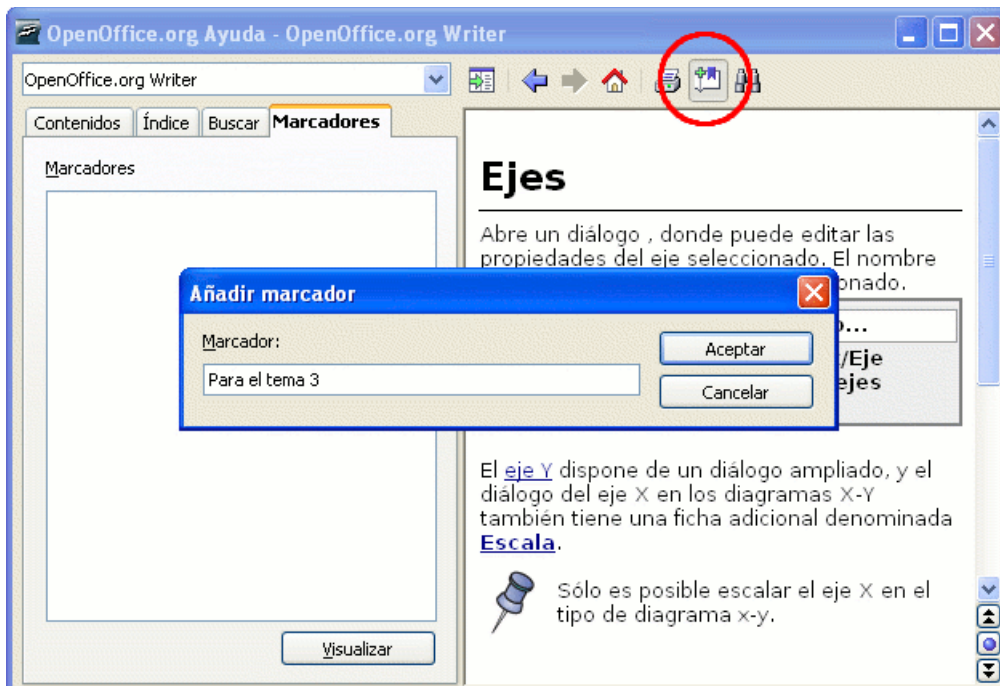 OpenOffice.org Ayuda - OpenOffice.org Writer
OpenOffice.org Writer
Contenidos Índice Buscar Marcadores
Marcadores
Visualizar
Ejes
Abre un diálogo , donde puede editar las
propiedades del eje seleccionado. El nombre
onado.
...
/Eje
ejes
Añadir marcador
Marcador:
Para el tema 3
Aceptar
Cancelar
El eje Y dispone de un diálogo ampliado, y el
diálogo del eje X en los diagramas X-Y
también tiene una ficha adicional denominada
Escala.
Sólo es posible escalar el eje X en el
tipo de diagrama x-y.